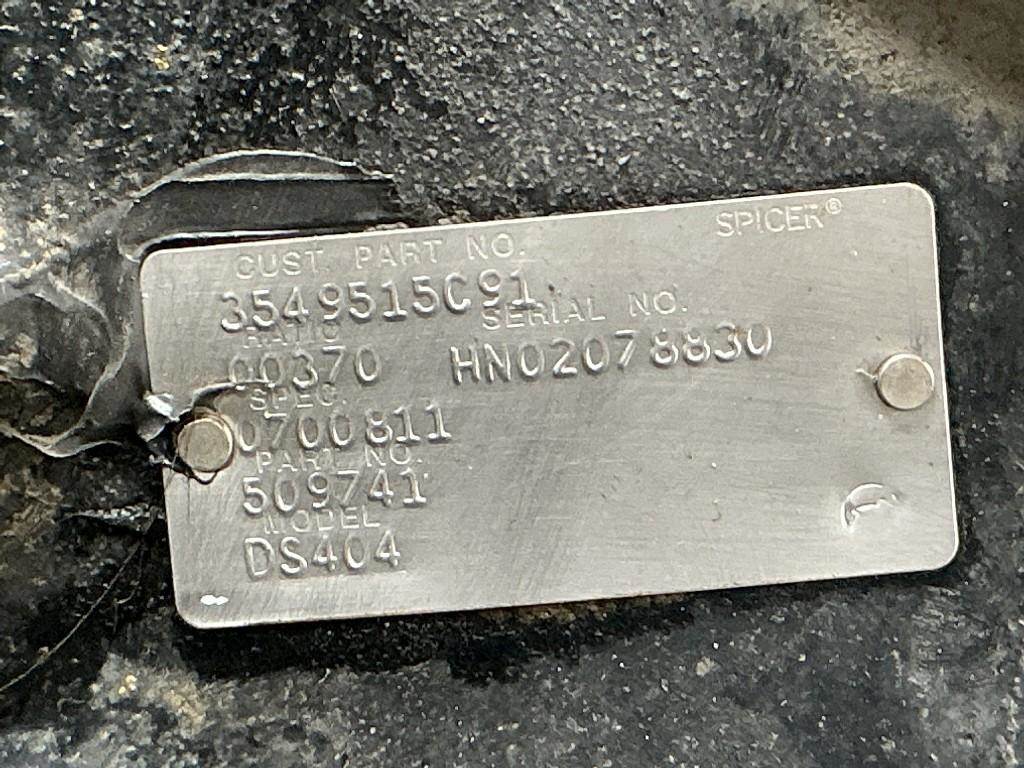 SPICER®
CUST. PART NO.
3549515C91
RATIO SERIAL NO.
00370 HN02078830
SPEC.
0700811
PART NO.
509741
MODEL
DS404